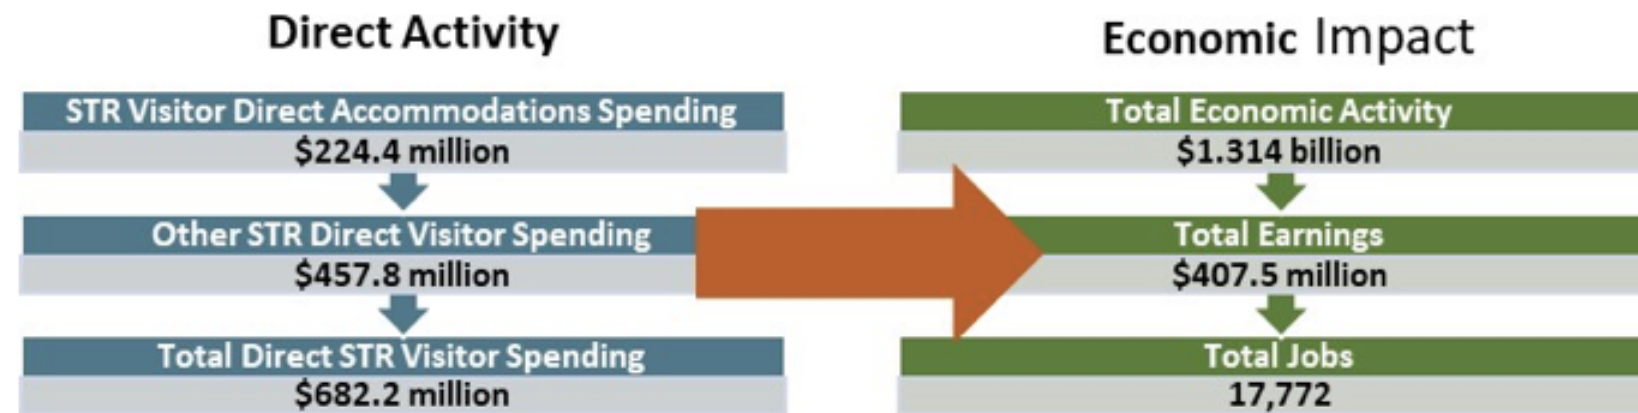 Direct Activity
STR Visitor Direct Accommodations Spending
$224.4 million
Other STR Direct Visitor Spending
$457.8 million
Total Direct STR Visitor Spending
$682.2 million
Economic Impact
Total Economic Activity
$1.314 billion
Total Earnings
$407.5 million
Total Jobs
17,772